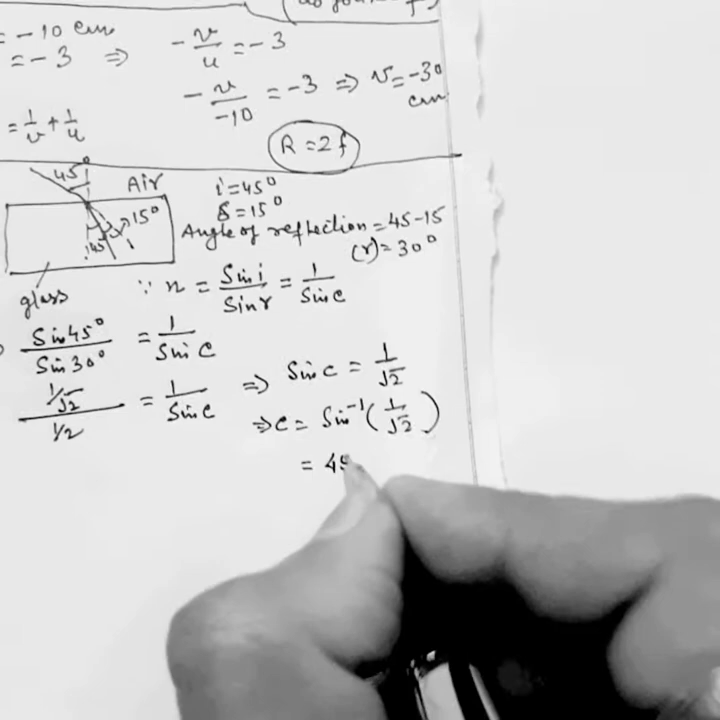 = -10 cm
= -3 ⇒ -v/u = -3
-v/-10 = -3 ⇒ v = -30 cm
= 1/v + 1/u
R = 2f
45° Air
15°
45° i
glass
i = 45°
δ = 15°
Angle of reflection = 45-15
(r) = 30°
∵ n = Sin i/Sin r = 1/Sin c
Sin 45°/Sin 30° = 1/Sin c
1/√2 / 1/2 = 1/Sin c ⇒ Sin c = 1/√2
⇒ c = Sin⁻¹(1/√2)
= 45